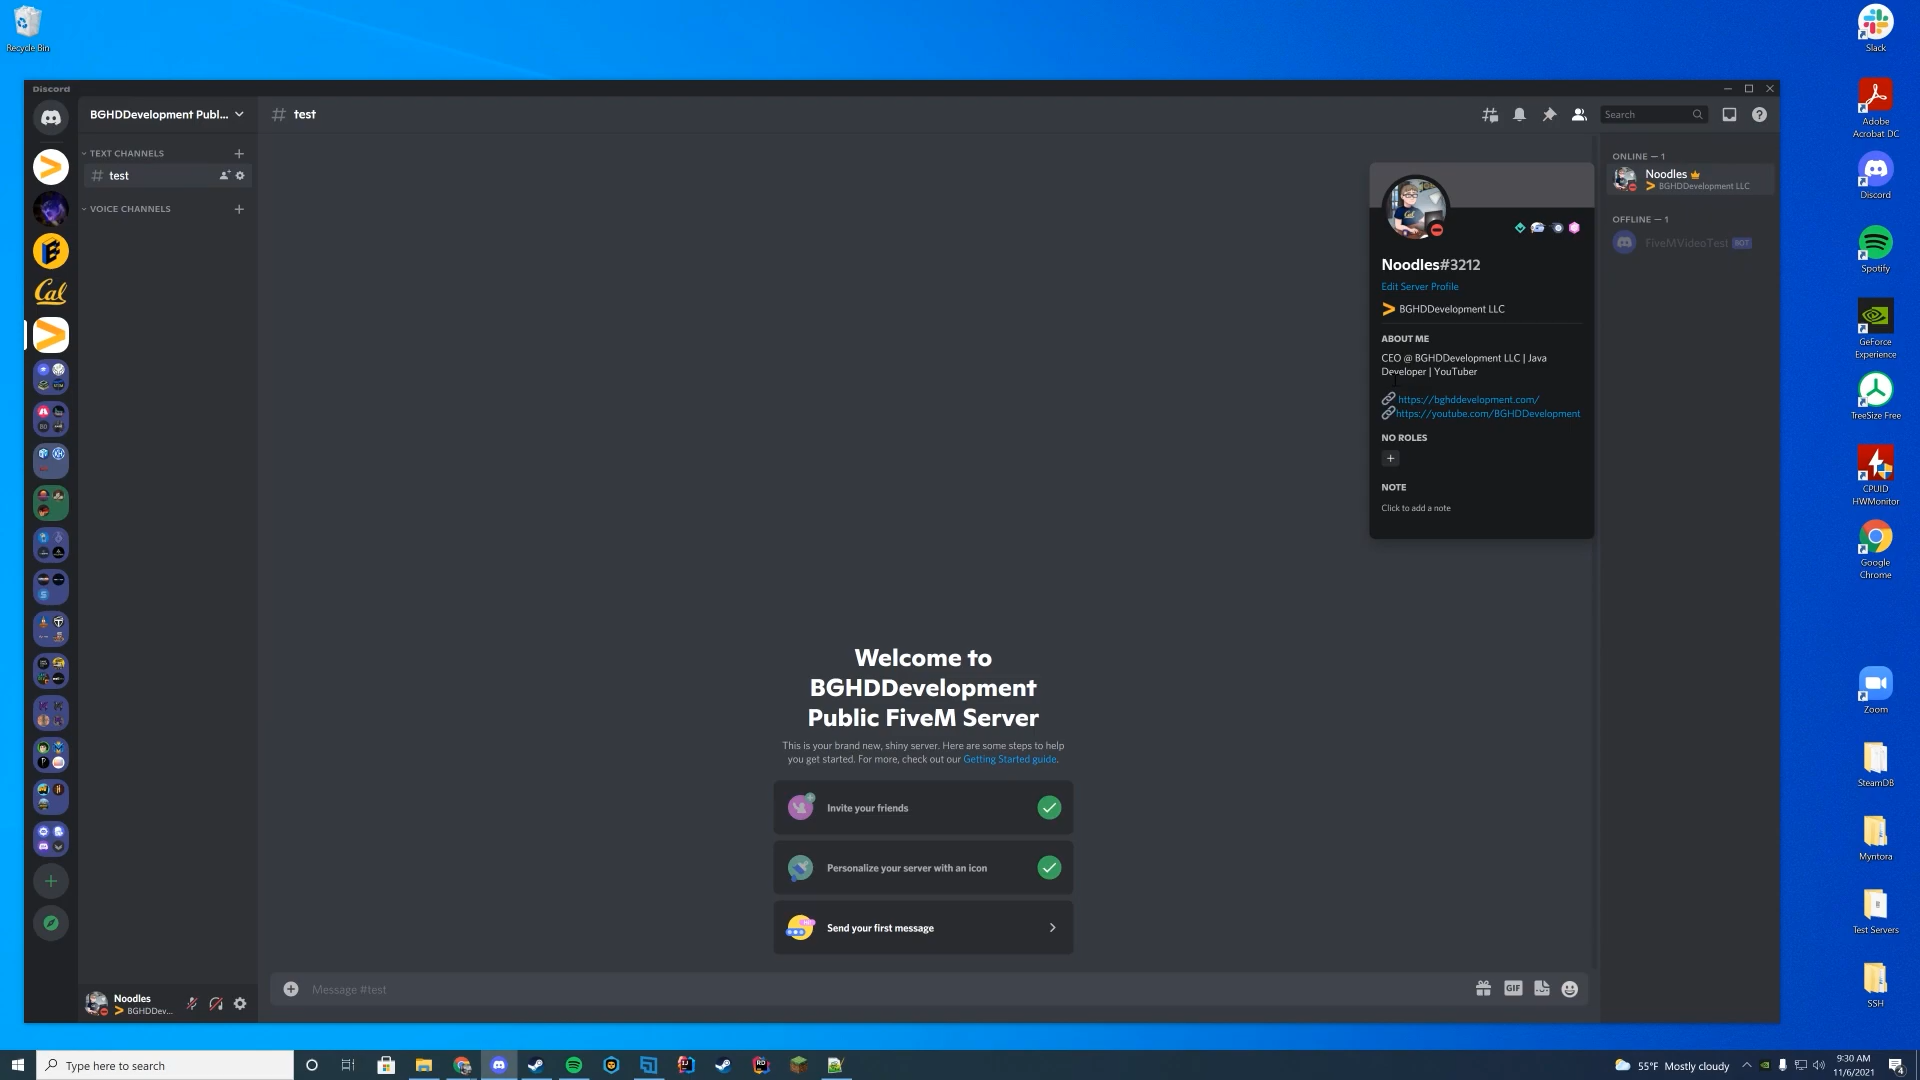 Recycle Bin
Discord
BGHDDevelopment Publ...
TEXT CHANNELS
test
VOICE CHANNELS
Cal
Noodles
BGHDDev...
test
Search
Welcome to
BGHDDevelopment
Public FiveM Server
This is your brand new, shiny server. Here are some steps to help
you get started. For more, check out our Getting Started guide.
Invite your friends
Personalize your server with an icon
Send your first message
Message #test
GIF
Noodles#3212
Edit Server Profile
BGHDDevelopment LLC
ABOUT ME
CEO @ BGHDDevelopment LLC | Java
Developer | YouTuber
https://bghddevelopment.com/
https://youtube.com/BGHDDevelopment
NO ROLES
+
NOTE
Click to add a note
ONLINE — 1
Noodles
BGHDDevelopment LLC
OFFLINE — 1
FiveMVideoTest BOT
Slack
Adobe
Acrobat DC
Discord
Spotify
GeForce
Experience
TreeSize Free
CPUID
HWMonitor
Google
Chrome
Zoom
SteamDB
Myntora
Test Servers
SSH
Type here to search
55°F Mostly cloudy
9:30 AM
11/6/2021
4